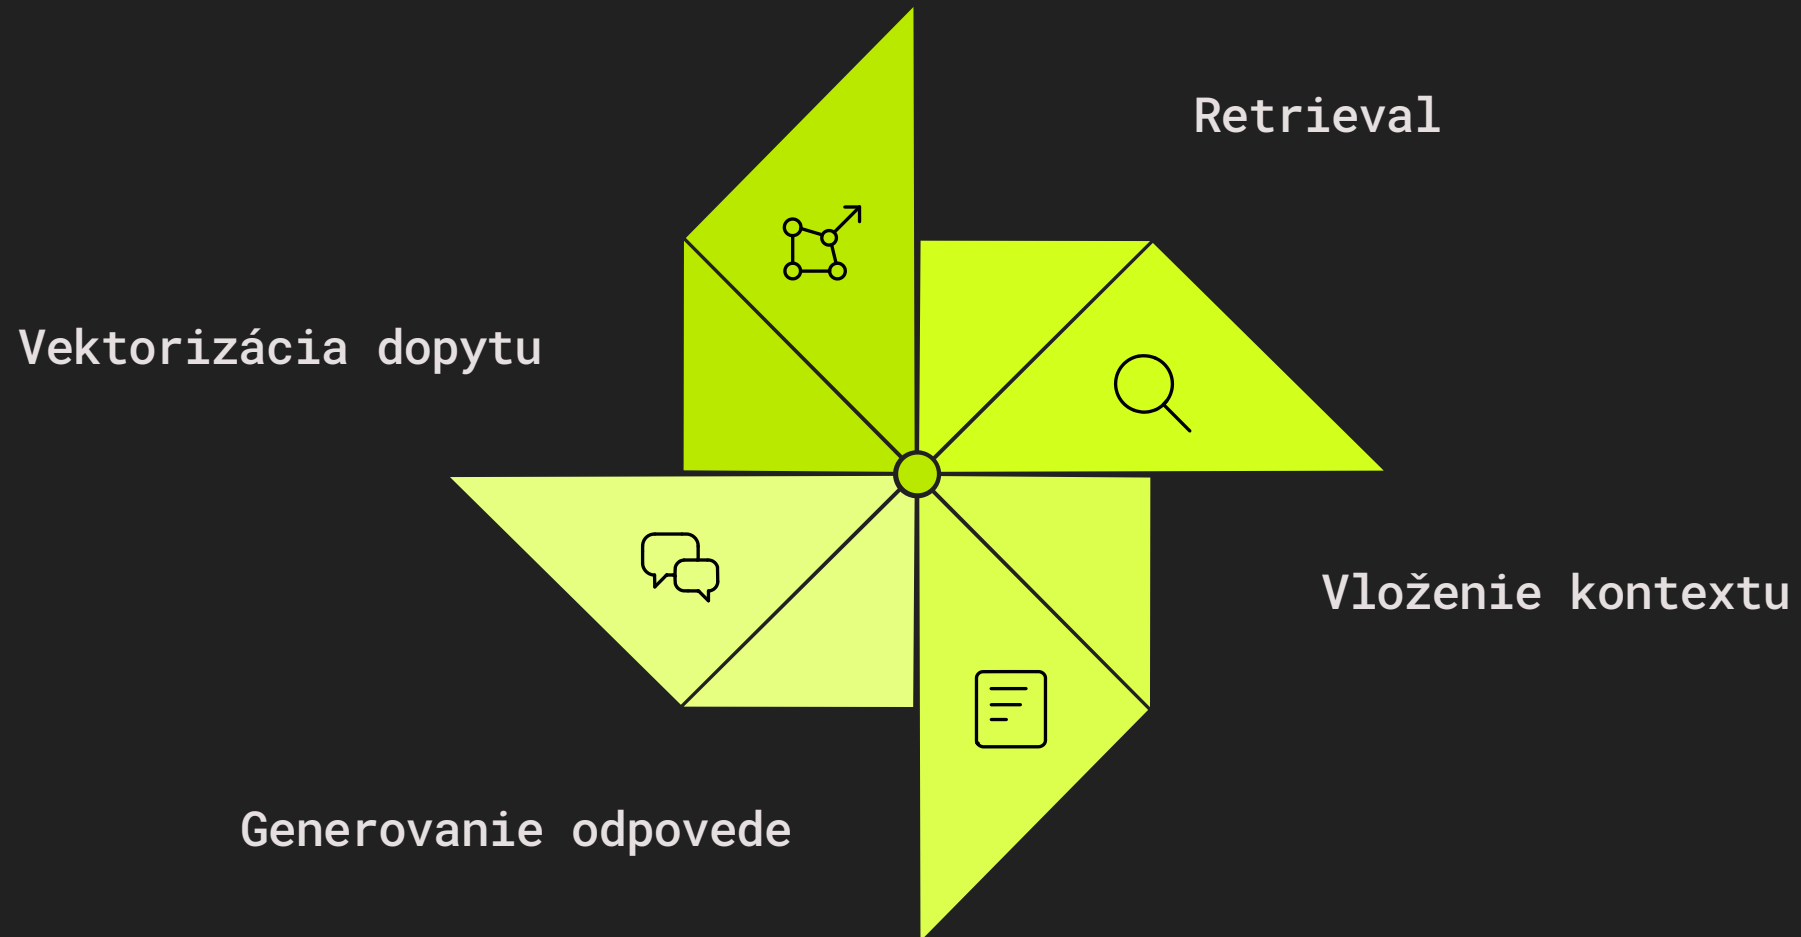 Retrieval
Vektorizácia dopytu
Vloženie kontextu
Generovanie odpovede